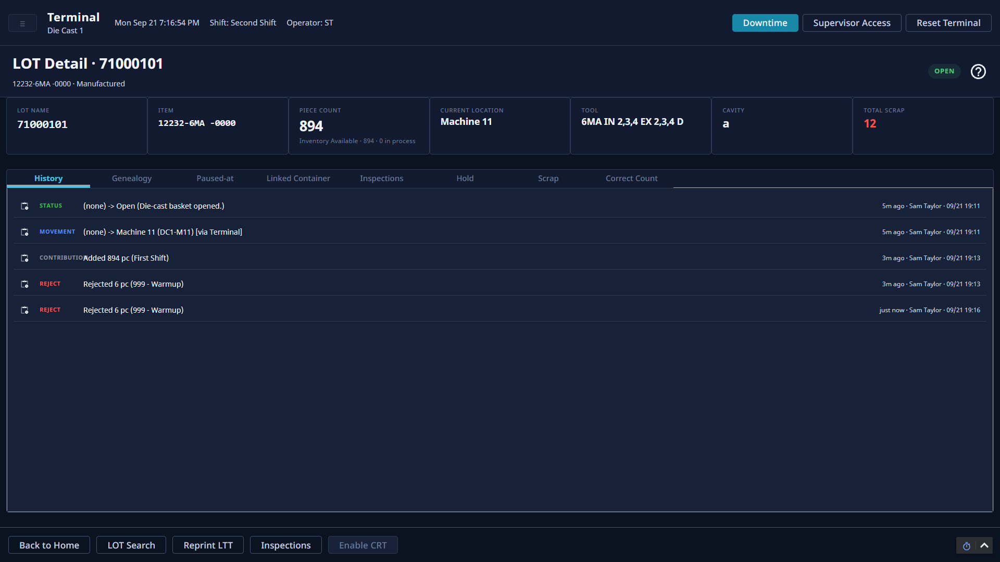 Terminal
Die Cast 1
Mon Sep 21 7:16:54 PM Shift: Second Shift Operator: ST
Downtime Supervisor Access Reset Terminal
LOT Detail · 71000101
12232-6MA -0000 · Manufactured
OPEN
LOT NAME
71000101
ITEM
12232-6MA -0000
PIECE COUNT
894
Inventory Available · 894 · 0 in process
CURRENT LOCATION
Machine 11
TOOL
6MA IN 2,3,4 EX 2,3,4 D
CAVITY
a
TOTAL SCRAP
12
History Genealogy Paused-at Linked Container Inspections Hold Scrap Correct Count
STATUS (none) -> Open (Die-cast basket opened.) 5m ago · Sam Taylor · 09/21 19:11
MOVEMENT (none) -> Machine 11 (DC1-M11) [via Terminal] 5m ago · Sam Taylor · 09/21 19:11
CONTRIBUTION Added 894 pc (First Shift) 3m ago · Sam Taylor · 09/21 19:13
REJECT Rejected 6 pc (999 - Warmup) 3m ago · Sam Taylor · 09/21 19:13
REJECT Rejected 6 pc (999 - Warmup) just now · Sam Taylor · 09/21 19:16
Back to Home LOT Search Reprint LTT Inspections Enable CRT